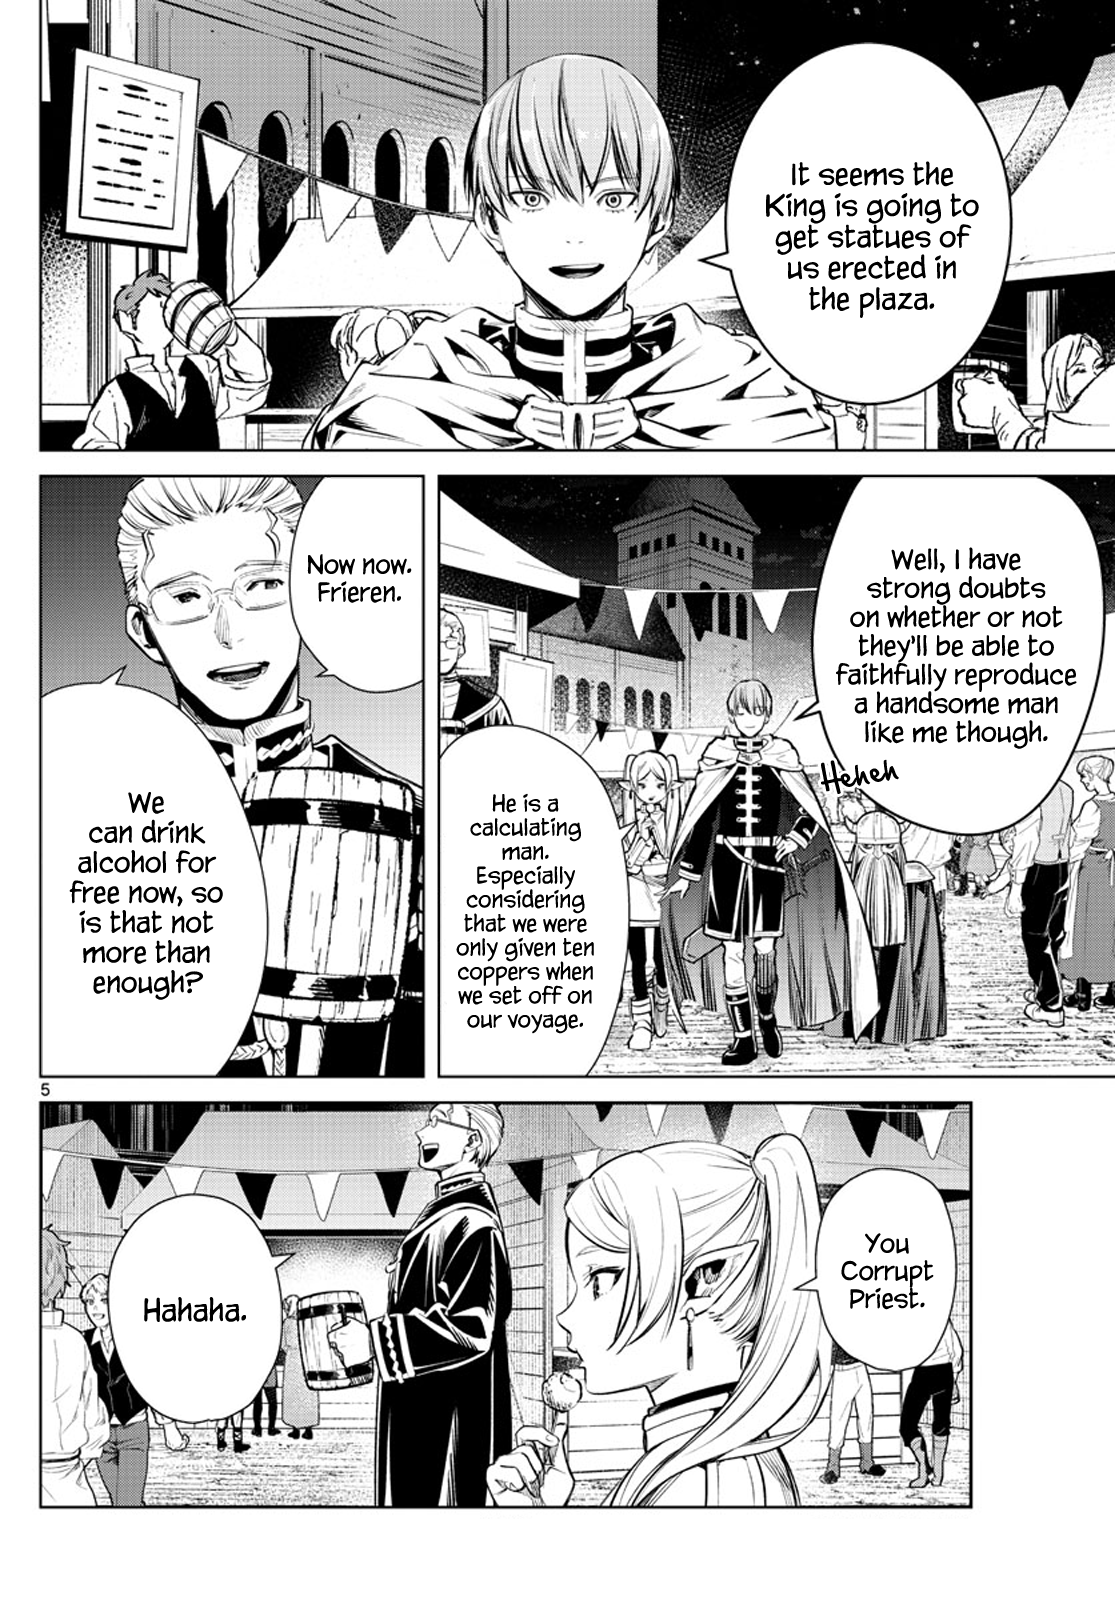 It seems the
King is going to
get statues of
us erected in
the plaza.
Well, I have
strong doubts
on whether or not
they'll be able to
faithfully reproduce
a handsome man
like me though.
Heheh
He is a
calculating
man.
Especially
considering
that we were
only given ten
coppers when
we set off on
our voyage.
Now now.
Frieren.
We
can drink
alcohol for
free now, so
is that not
more than
enough?
5
You
Corrupt
Priest.
Hahaha.